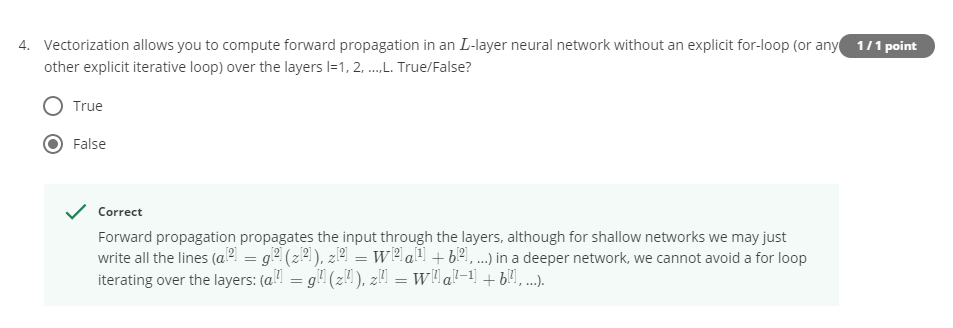 4. Vectorization allows you to compute forward propagation in an L-layer neural network without an explicit for-loop (or any 1 / 1 point
other explicit iterative loop) over the layers l=1, 2, ...,L. True/False?
True
False
Correct
Forward propagation propagates the input through the layers, although for shallow networks we may just
write all the lines (a^{[2]} = g^{[2]}(z^{[2]}), z^{[2]} = W^{[2]}a^{[1]} + b^{[2]}, ...) in a deeper network, we cannot avoid a for loop
iterating over the layers: (a^{[l]} = g^{[l]}(z^{[l]}), z^{[l]} = W^{[l]}a^{[l-1]} + b^{[l]}, ...).